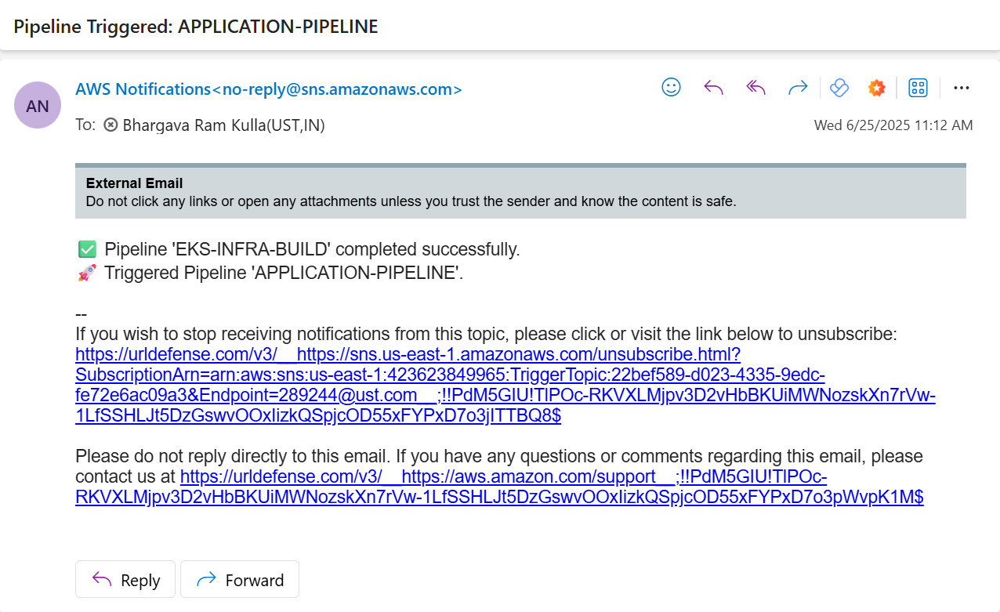 Pipeline Triggered: APPLICATION-PIPELINE
AN
AWS Notifications<no-reply@sns.amazonaws.com>
To: Bhargava Ram Kulla(UST,IN)
Wed 6/25/2025 11:12 AM
External Email
Do not click any links or open any attachments unless you trust the sender and know the content is safe.
✅ Pipeline 'EKS-INFRA-BUILD' completed successfully.
🚀 Triggered Pipeline 'APPLICATION-PIPELINE'.
--
If you wish to stop receiving notifications from this topic, please click or visit the link below to unsubscribe:
https://urldefense.com/v3/__https://sns.us-east-1.amazonaws.com/unsubscribe.html?
SubscriptionArn=arn:aws:sns:us-east-1:423623849965:TriggerTopic:22bef589-d023-4335-9edc-
fe72e6ac09a3&Endpoint=289244@ust.com__;!!PdM5GIU!TlPOc-RKVXLMjpv3D2vHbBKUiMWNozskXn7rVw-
1LfSSHLJt5DzGswvOOxIizkQSpjcOD55xFYPxD7o3jITTBQ8$
Please do not reply directly to this email. If you have any questions or comments regarding this email, please
contact us at https://urldefense.com/v3/__https://aws.amazon.com/support__;!!PdM5GIU!TlPOc-
RKVXLMjpv3D2vHbBKUiMWNozskXn7rVw-1LfSSHLJt5DzGswvOOxIizkQSpjcOD55xFYPxD7o3pWvpK1M$
Reply
Forward